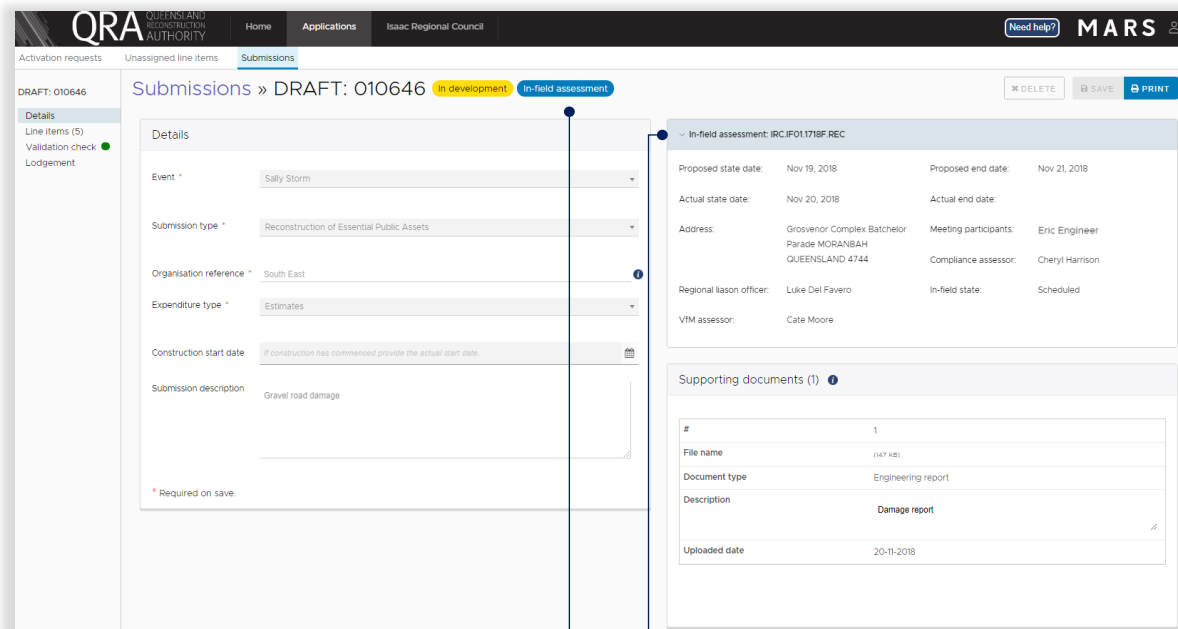 QRA QUEENSLAND RECONSTRUCTION AUTHORITY
Home Applications Isaac Regional Council
Need help? MARS
Activation requests Unassigned line items Submissions
DRAFT: 010646
Details
Line items (5)
Validation check
Lodgement
Submissions » DRAFT: 010646 In development In-field assessment
DELETE SAVE PRINT
Details
Event * Sally Storm
Submission type * Reconstruction of Essential Public Assets
Organisation reference * South East
Expenditure type * Estimates
Construction start date If construction has commenced provide the actual start date.
Submission description Gravel road damage
* Required on save.
In-field assessment: IRC.IF01.1718F.REC
Proposed state date: Nov 19, 2018 Proposed end date: Nov 21, 2018
Actual state date: Nov 20, 2018 Actual end date:
Address: Grosvenor Complex Batchelor Meeting participants: Eric Engineer
Parade MORANBAH
QUEENSLAND 4744 Compliance assessor: Cheryl Harrison
Regional liason officer: Luke Del Favero In-field state: Scheduled
VfM assessor: Cate Moore
Supporting documents (1)
# 1
File name (147 KB)
Document type Engineering report
Description Damage report
Uploaded date 20-11-2018